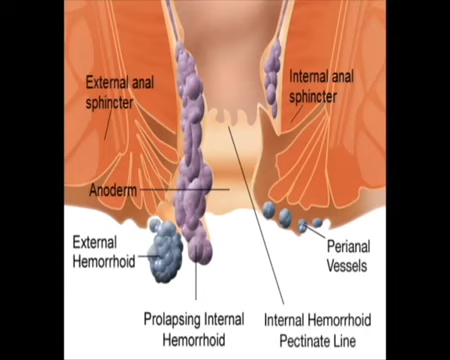 External anal
sphincter
Internal anal
sphincter
Anoderm
External
Hemorrhoid
Perianal
Vessels
Prolapsing Internal
Hemorrhoid
Internal Hemorrhoid
Pectinate Line